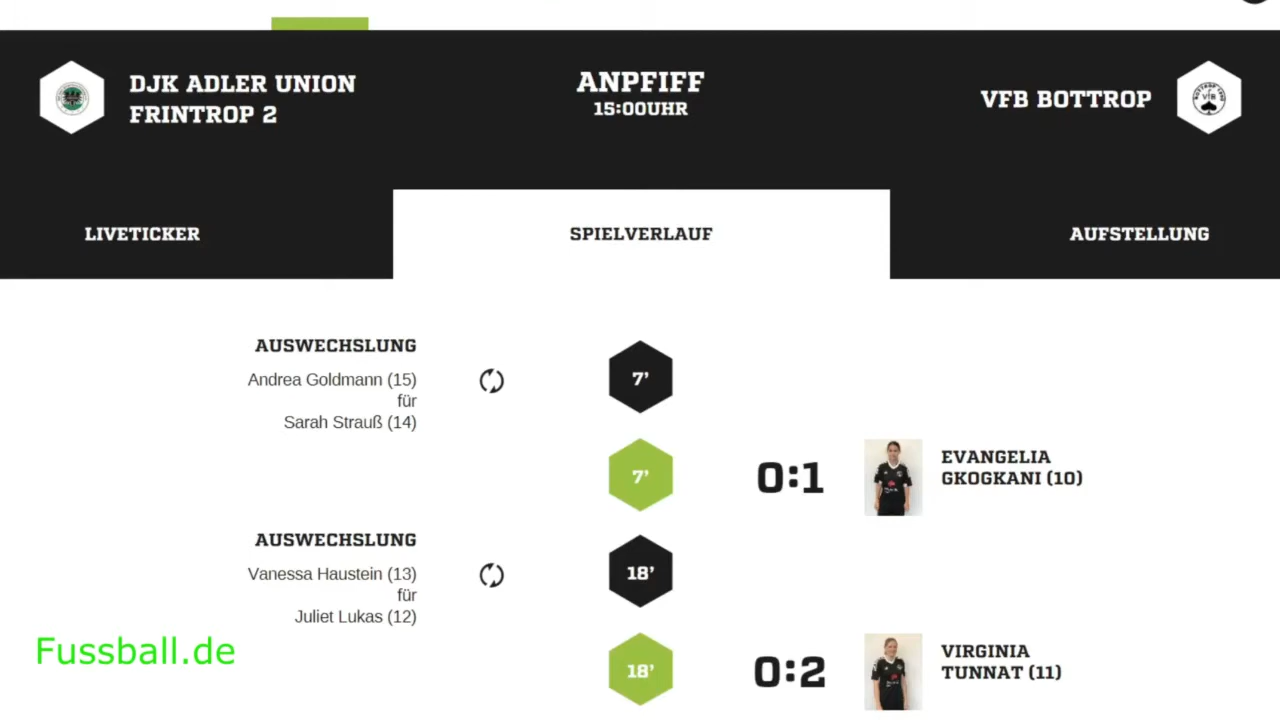 DJK ADLER UNION
FRINTROP 2
ANPFIFF
15:00UHR
VFB BOTTROP
LIVETICKER
SPIELVERLAUF
AUFSTELLUNG
AUSWECHSLUNG
Andrea Goldmann (15)
für
Sarah Strauß (14)
7’
7’
0:1
EVANGELIA
GKOGKANI (10)
AUSWECHSLUNG
Vanessa Haustein (13)
für
Juliet Lukas (12)
18’
Fussball.de
18’
0:2
VIRGINIA
TUNNAT (11)